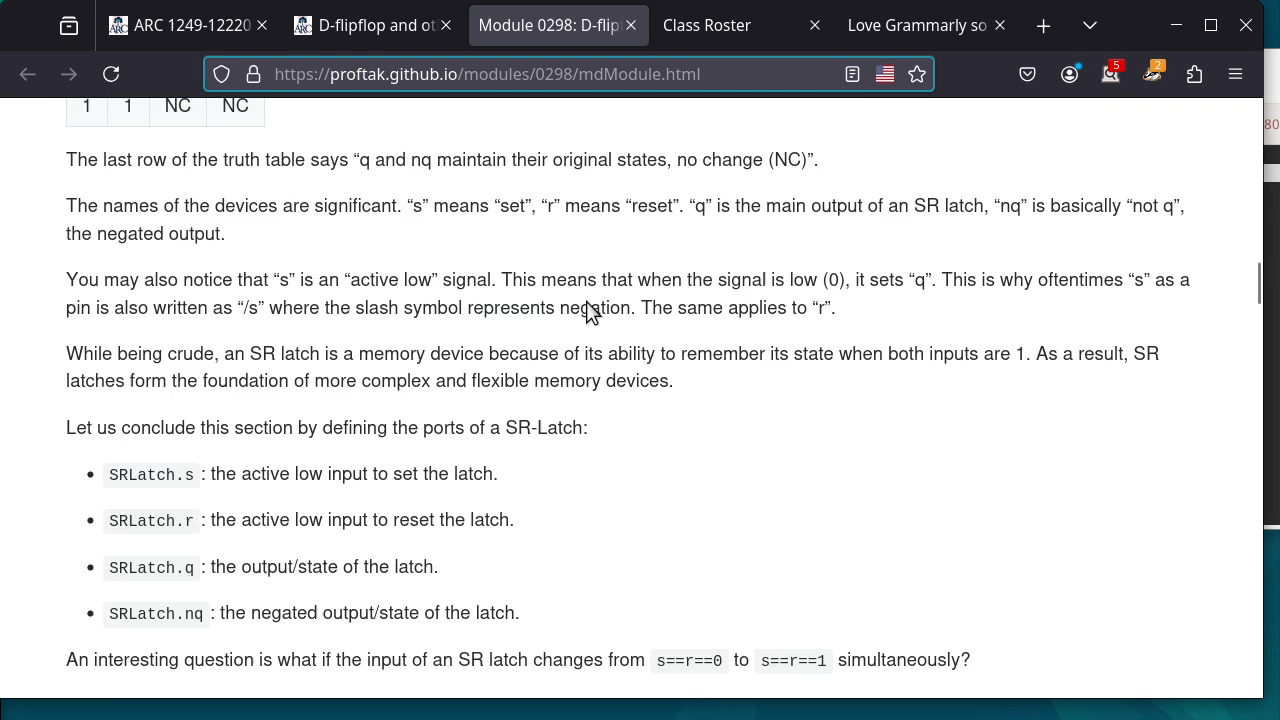 ARC 1249-12220
D-flipflop and ot
Module 0298: D-flip
Class Roster
Love Grammarly so
https://proftak.github.io/modules/0298/mdModule.html
5
2
80
1 1 NC NC
The last row of the truth table says “q and nq maintain their original states, no change (NC)”.
The names of the devices are significant. “s” means “set”, “r” means “reset”. “q” is the main output of an SR latch, “nq” is basically “not q”,
the negated output.
You may also notice that “s” is an “active low” signal. This means that when the signal is low (0), it sets “q”. This is why oftentimes “s” as a
pin is also written as “/s” where the slash symbol represents negation. The same applies to “r”.
While being crude, an SR latch is a memory device because of its ability to remember its state when both inputs are 1. As a result, SR
latches form the foundation of more complex and flexible memory devices.
Let us conclude this section by defining the ports of a SR-Latch:
• SRLatch.s : the active low input to set the latch.
• SRLatch.r : the active low input to reset the latch.
• SRLatch.q : the output/state of the latch.
• SRLatch.nq : the negated output/state of the latch.
An interesting question is what if the input of an SR latch changes from s==r==0 to s==r==1 simultaneously?